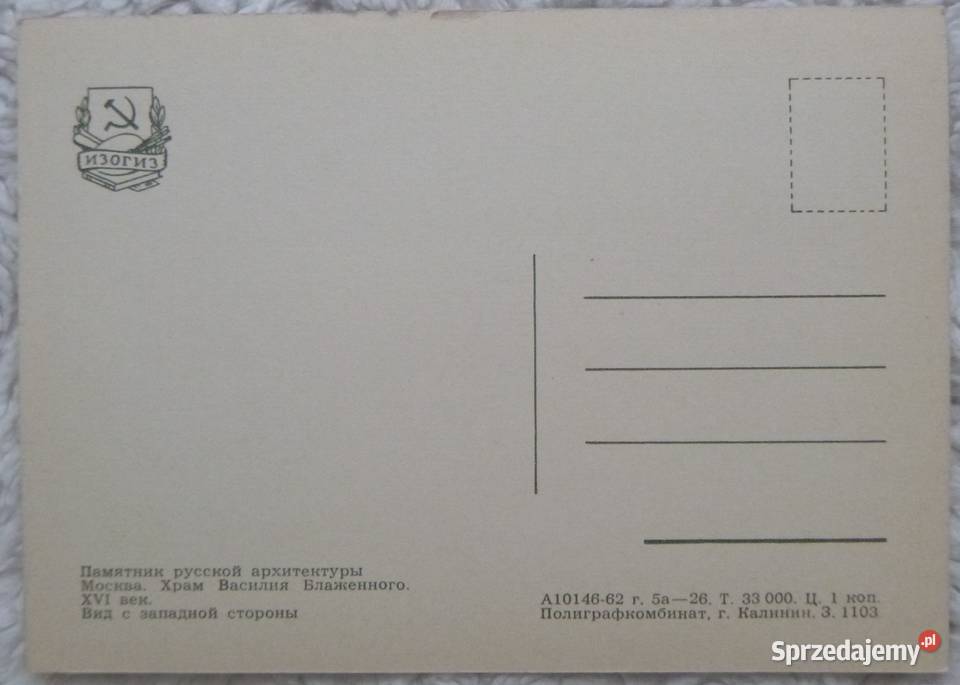 ИЗОГИЗ
Памятник русской архитектуры
Москва. Храм Василия Блаженного.
XVI век.
Вид с западной стороны
А10146-62 г. 5а—26. Т. 33 000. Ц. 1 коп.
Полиграфкомбинат, г. Калинин, З. 1103
Sprzedajemy.pl